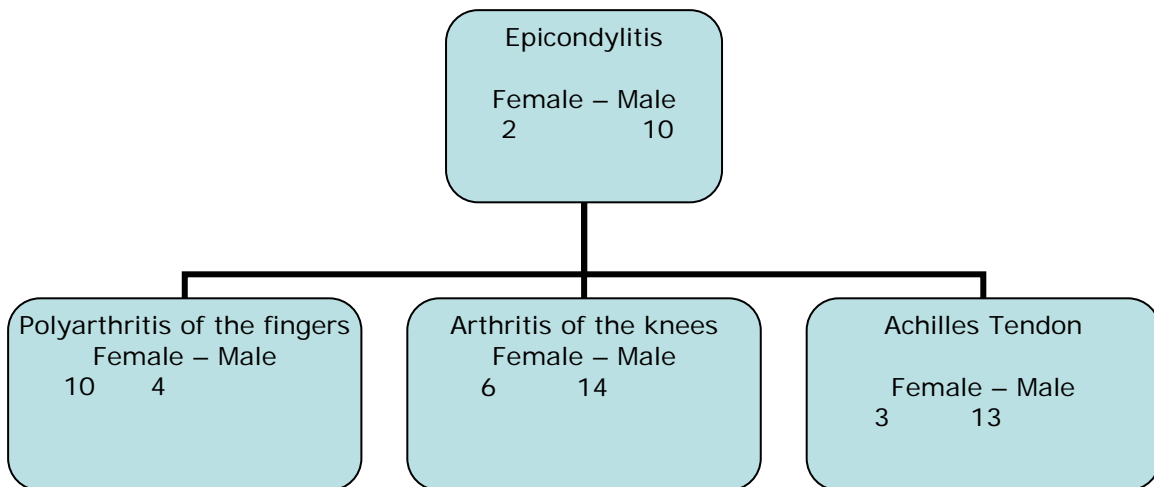 Epicondylitis
Female – Male
2 10
Polyarthritis of the fingers
Female – Male
10 4
Arthritis of the knees
Female – Male
6 14
Achilles Tendon
Female – Male
3 13